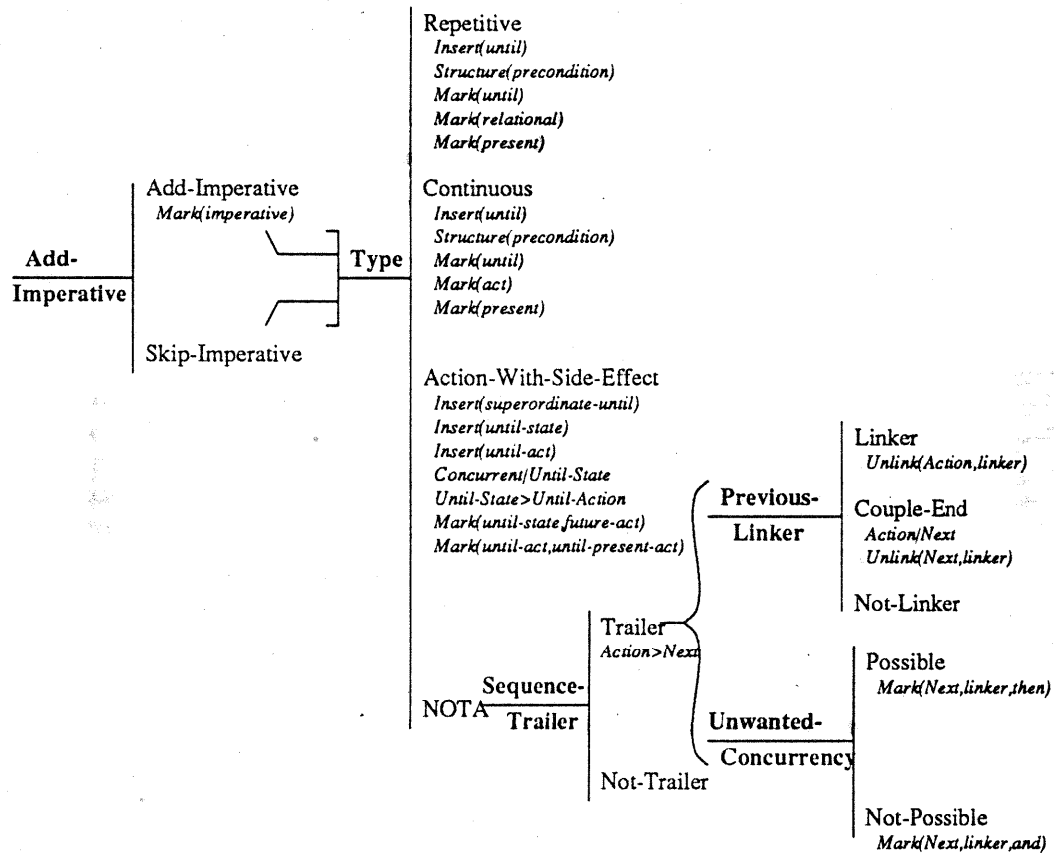 Add-
Imperative
Add-Imperative
Mark(imperative)
Skip-Imperative
Type
Repetitive
Insert(until)
Structure(precondition)
Mark(until)
Mark(relational)
Mark(present)
Continuous
Insert(until)
Structure(precondition)
Mark(until)
Mark(act)
Mark(present)
Action-With-Side-Effect
Insert(superordinate-until)
Insert(until-state)
Insert(until-act)
Concurrent/Until-State
Until-State>Until-Action
Mark(until-state,future-act)
Mark(until-act,until-present-act)
NOTA
Sequence-
Trailer
Trailer
Action>Next
Not-Trailer
Previous-
Linker
Linker
Unlink(Action,linker)
Couple-End
Action/Next
Unlink(Next,linker)
Not-Linker
Unwanted-
Concurrency
Possible
Mark(Next,linker,then)
Not-Possible
Mark(Next,linker,and)